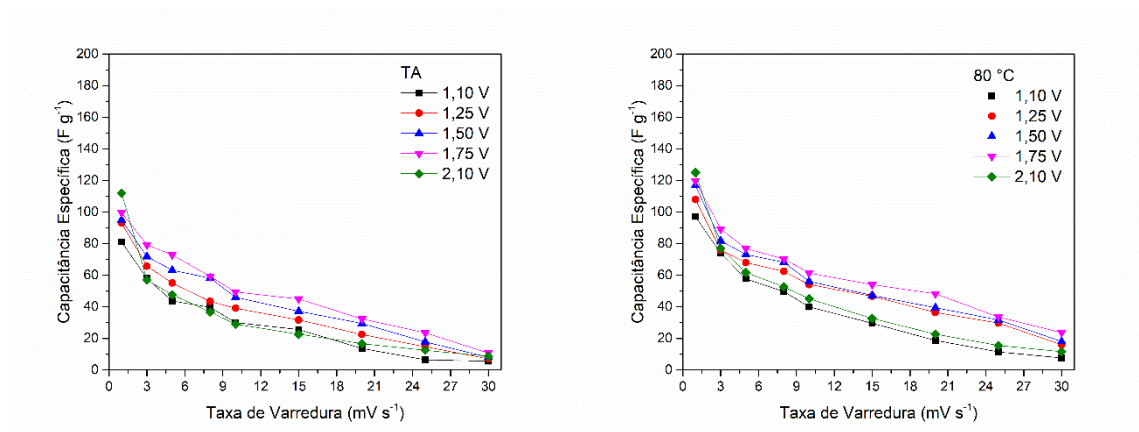 TA
1,10 V
1,25 V
1,50 V
1,75 V
2,10 V
200
180
160
140
120
100
80
60
40
20
0
Capacitância Específica (F g-1)
0 3 6 9 12 15 18 21 24 27 30
Taxa de Varredura (mV s-1)
80 °C
1,10 V
1,25 V
1,50 V
1,75 V
2,10 V
200
180
160
140
120
100
80
60
40
20
0
Capacitância Específica (F g-1)
0 3 6 9 12 15 18 21 24 27 30
Taxa de Varredura (mV s-1)